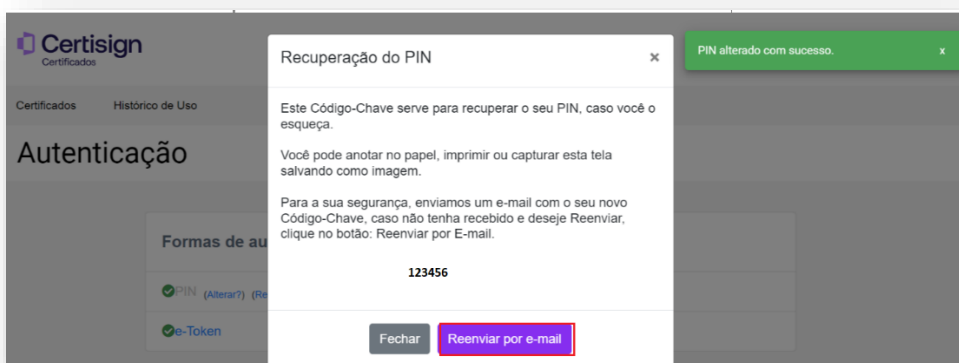 Certisign
Certificados
Recuperação do PIN
×
PIN alterado com sucesso.
x
Certificados
Histórico de Uso
Este Código-Chave serve para recuperar o seu PIN, caso você o
esqueça.
Autenticação
Você pode anotar no papel, imprimir ou capturar esta tela
salvando como imagem.
Para a sua segurança, enviamos um e-mail com o seu novo
Código-Chave, caso não tenha recebido e deseje Reenviar,
clique no botão: Reenviar por E-mail.
Formas de au
123456
PIN (Alterar?) (Re
e-Token
Fechar
Reenviar por e-mail